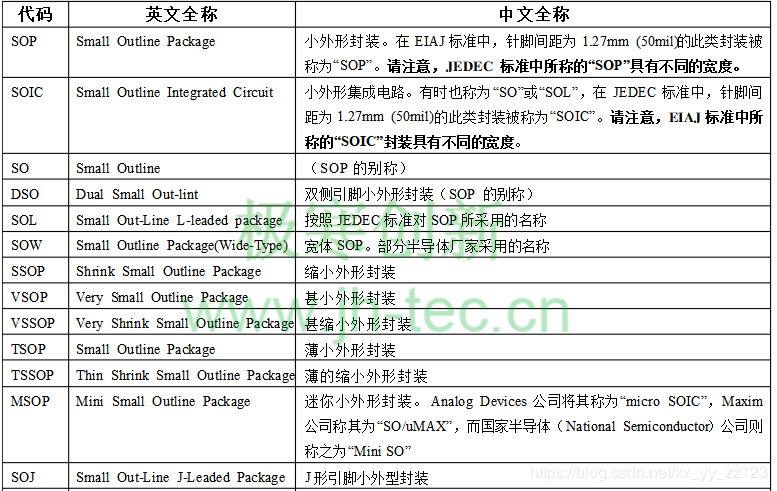 代码 英文全称 中文全称
SOP Small Outline Package 小外形封装。在 EIAJ 标准中，针脚间距为 1.27mm (50mil)的此类封装被
称为“SOP”。请注意，JEDEC 标准中所称的“SOP”具有不同的宽度。
SOIC Small Outline Integrated Circuit 小外形集成电路。有时也称为“SO”或“SOL”，在 JEDEC 标准中，针脚间
距为 1.27mm (50mil)的此类封装被称为“SOIC”。请注意，EIAJ 标准中所
称的“SOIC”封装具有不同的宽度。
SO Small Outline （SOP 的别称）
DSO Dual Small Out-lint 双侧引脚小外形封装（SOP 的别称）
SOL Small Out-Line L-leaded package 按照 JEDEC 标准对 SOP 所采用的名称
SOW Small Outline Package(Wide-Type) 宽体 SOP。部分半导体厂家采用的名称
SSOP Shrink Small Outline Package 缩小外形封装
VSOP Very Small Outline Package 甚小外形封装
VSSOP Very Shrink Small Outline Package 甚缩小外形封装
TSOP Small Outline Package 薄小外形封装
TSSOP Thin Shrink Small Outline Package 薄的缩小外形封装
MSOP Mini Small Outline Package 迷你小外形封装。Analog Devices 公司将其称为“micro SOIC”，Maxim
公司称其为“SO/uMAX”，而国家半导体（National Semiconductor）公司则
称之为“Mini SO”
SOJ Small Out-Line J-Leaded Package J 形引脚小外型封装
极寒创新
www.jh-tec.cn
https://blog.csdn.net/xx_yy_zz123